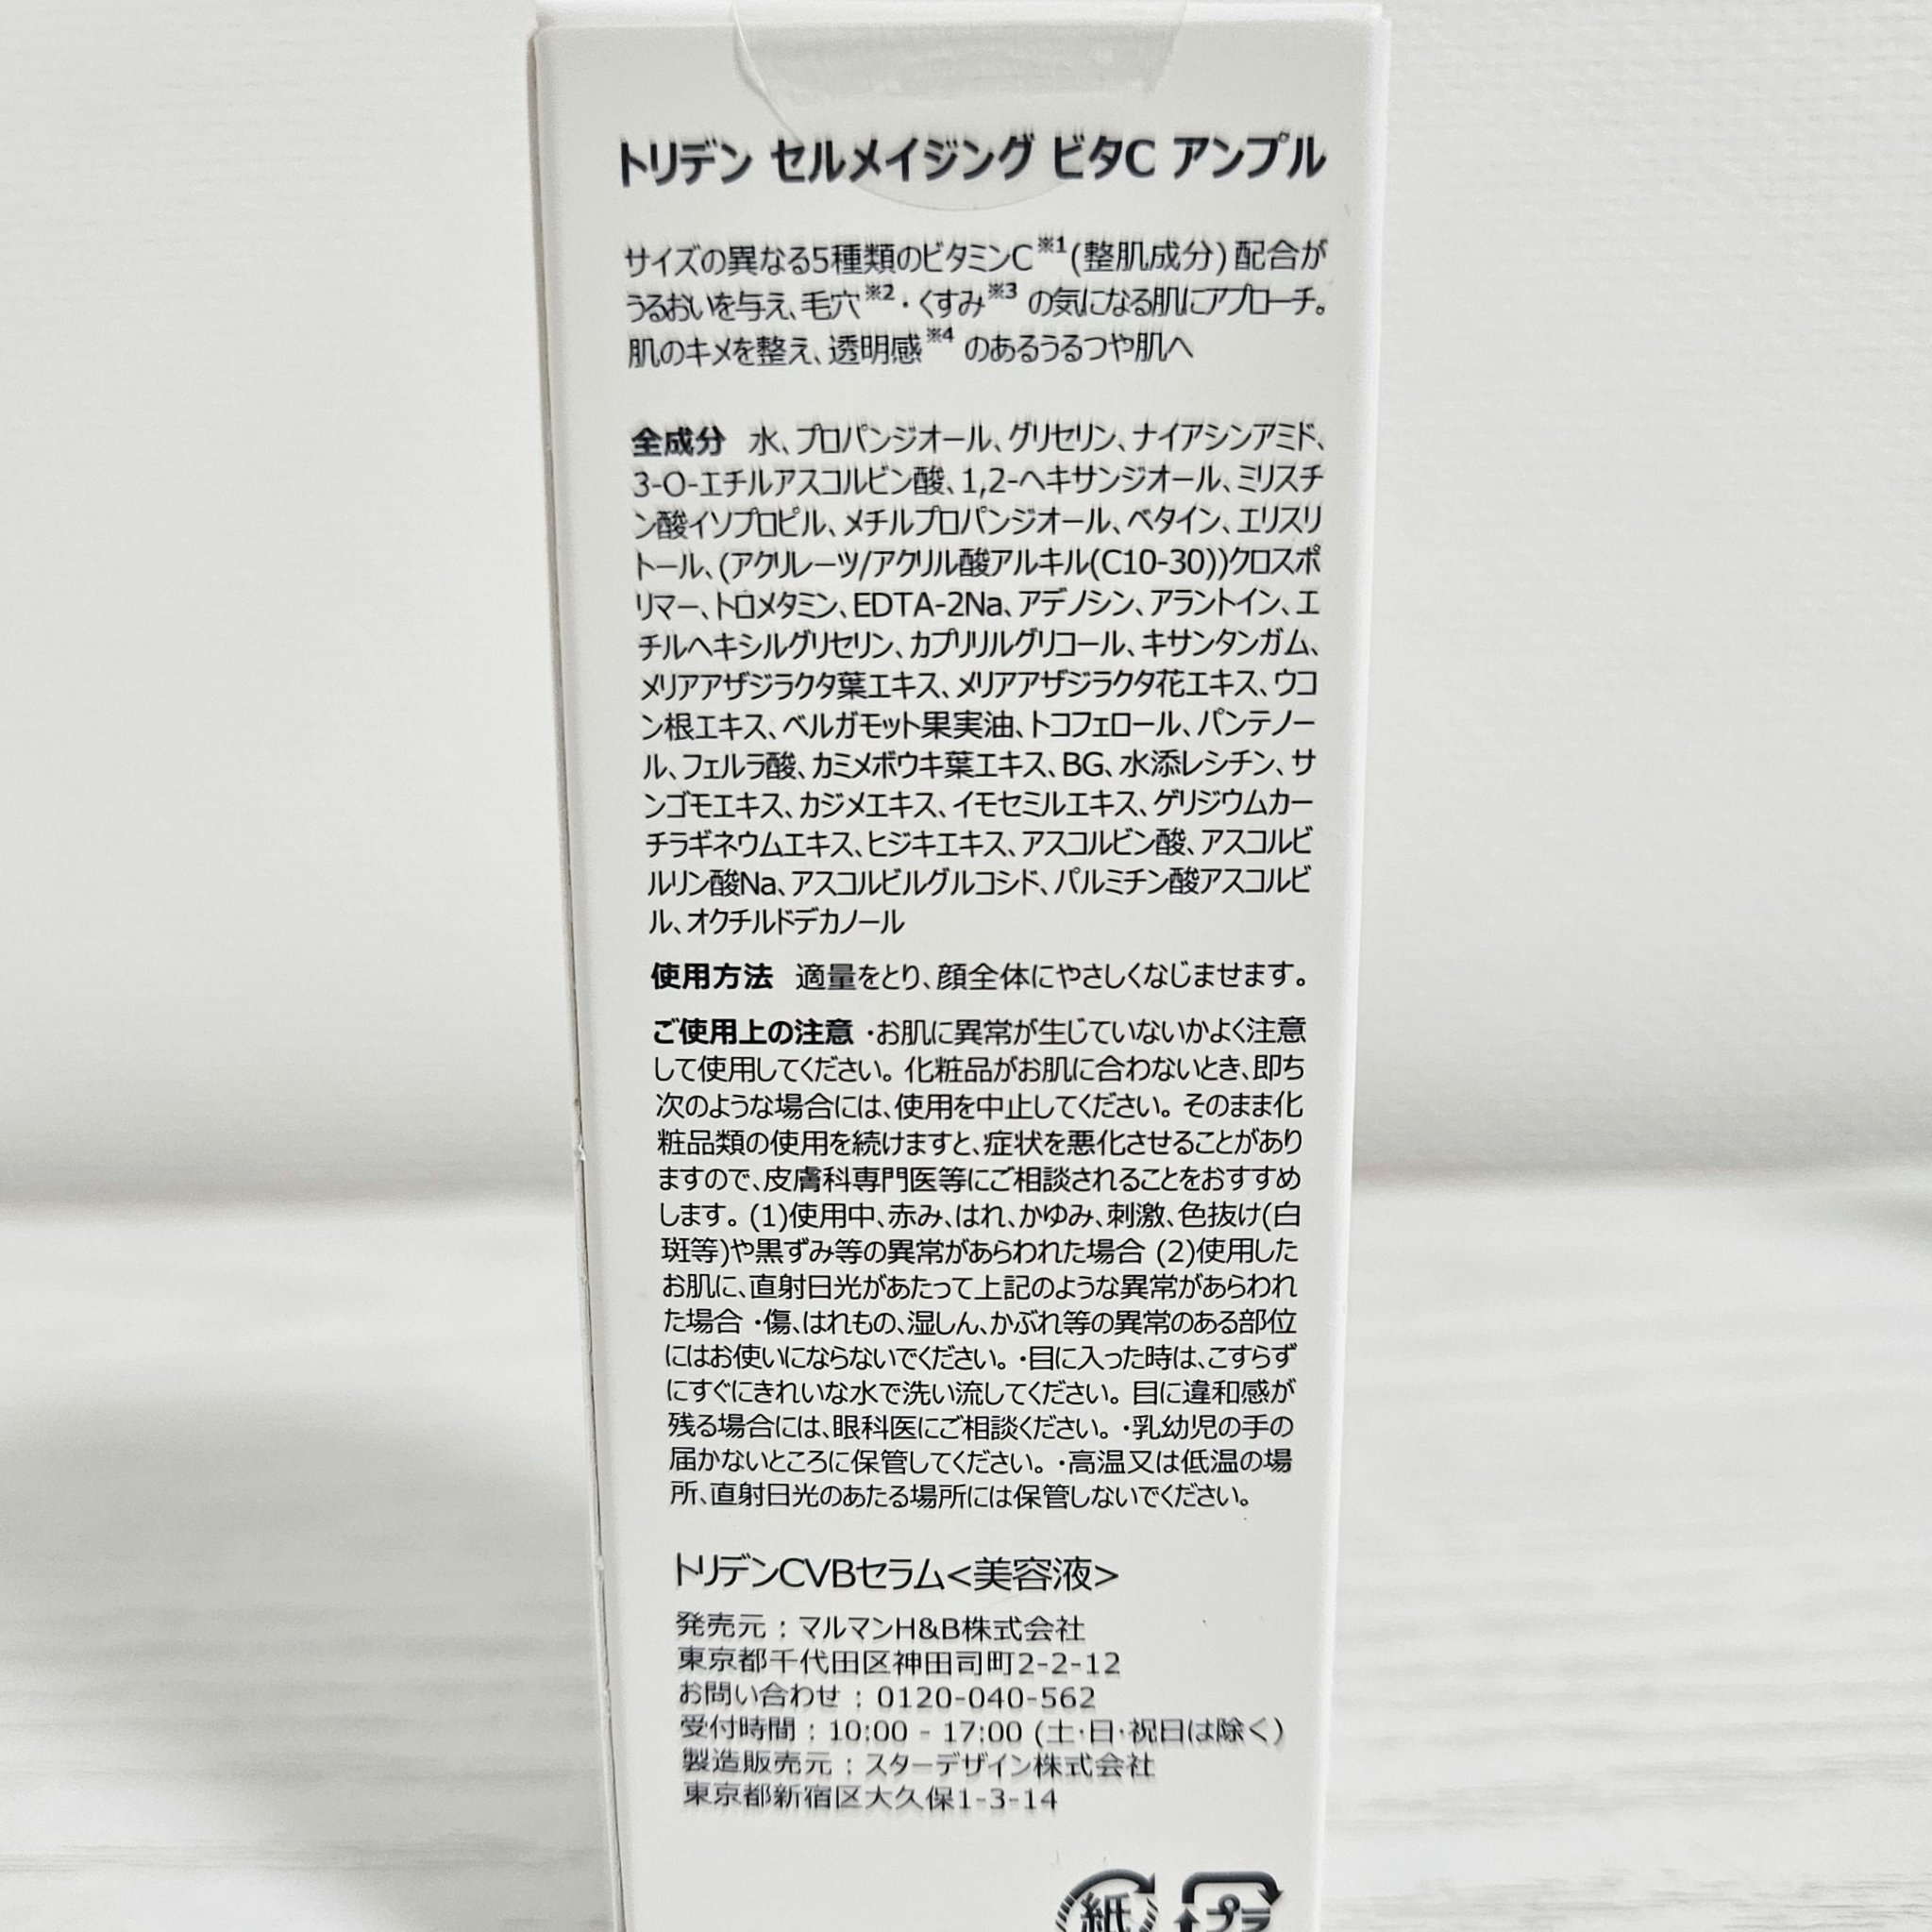 トリデン セルメイジング ビタC アンプル
サイズの異なる5種類のビタミンC※1(整肌成分)配合が
うるおいを与え、毛穴※2・くすみ※3 の気になる肌にアプローチ。
肌のキメを整え、透明感※4 のあるうるつや肌へ
全成分 水、プロパンジオール、グリセリン、ナイアシンアミド、
3-O-エチルアスコルビン酸、1,2-ヘキサンジオール、ミリスチ
ン酸イソプロピル、メチルプロパンジオール、ベタイン、エリスリ
トール、(アクリレーツ/アクリル酸アルキル(C10-30))クロスポ
リマー、トロメタミン、EDTA-2Na、アデノシン、アラントイン、エ
チルヘキシルグリセリン、カプリリルグリコール、キサンタンガム、
メリアアザジラクタ葉エキス、メリアアザジラクタ花エキス、ウコ
ン根エキス、ベルガモット果実油、トコフェロール、パンテノー
ル、フェルラ酸、カミメボウキ葉エキス、BG、水添レシチン、サ
ンゴモエキス、カジメエキス、イモセミルエキス、ゲリジウムカー
チラギネウムエキス、ヒジキエキス、アスコルビン酸、アスコルビ
ルリン酸Na、アスコルビルグルコシド、パルミチン酸アスコルビ
ル、オクチルドデカノール
使用方法 適量をとり、顔全体にやさしくなじませます。
ご使用上の注意 ・お肌に異常が生じていないかよく注意
して使用してください。化粧品がお肌に合わないとき、即ち
次のような場合には、使用を中止してください。そのまま化
粧品類の使用を続けますと、症状を悪化させることがあり
ますので、皮膚科専門医等にご相談されることをおすすめ
します。(1)使用中、赤み、はれ、かゆみ、刺激、色抜け(白
斑等)や黒ずみ等の異常があらわれた場合 (2)使用した
お肌に、直射日光があたって上記のような異常があらわれ
た場合 ・傷、はれもの、湿しん、かぶれ等の異常のある部位
にはお使いにならないでください。・目に入った時は、こすらず
にすぐにきれいな水で洗い流してください。目に違和感が
残る場合には、眼科医にご相談ください。・乳幼児の手の
届かないところに保管してください。・高温又は低温の場
所、直射日光のあたる場所には保管しないでください。
トリデンCVBセラム<美容液>
発売元：マルマンH&B株式会社
東京都千代田区神田司町2-2-12
お問い合わせ：0120-040-562
受付時間：10:00 - 17:00 (土・日・祝日は除く)
製造販売元：スターデザイン株式会社
東京都新宿区大久保1-3-14
紙 プラ